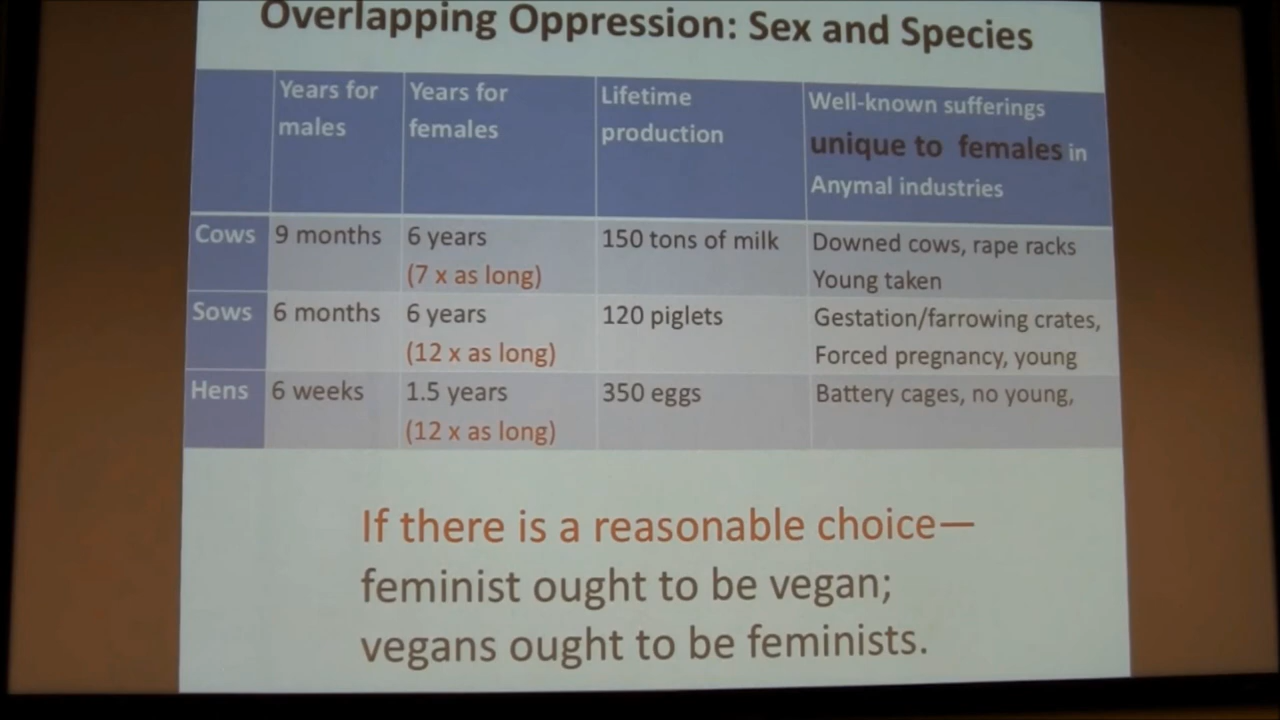 Overlapping Oppression: Sex and Species
Years for males
Years for females
Lifetime production
Well-known sufferings
unique to females in
Anymal industries
Cows
9 months
6 years
(7 x as long)
150 tons of milk
Downed cows, rape racks
Young taken
Sows
6 months
6 years
(12 x as long)
120 piglets
Gestation/farrowing crates,
Forced pregnancy, young
Hens
6 weeks
1.5 years
(12 x as long)
350 eggs
Battery cages, no young,
If there is a reasonable choice—
feminist ought to be vegan;
vegans ought to be feminists.